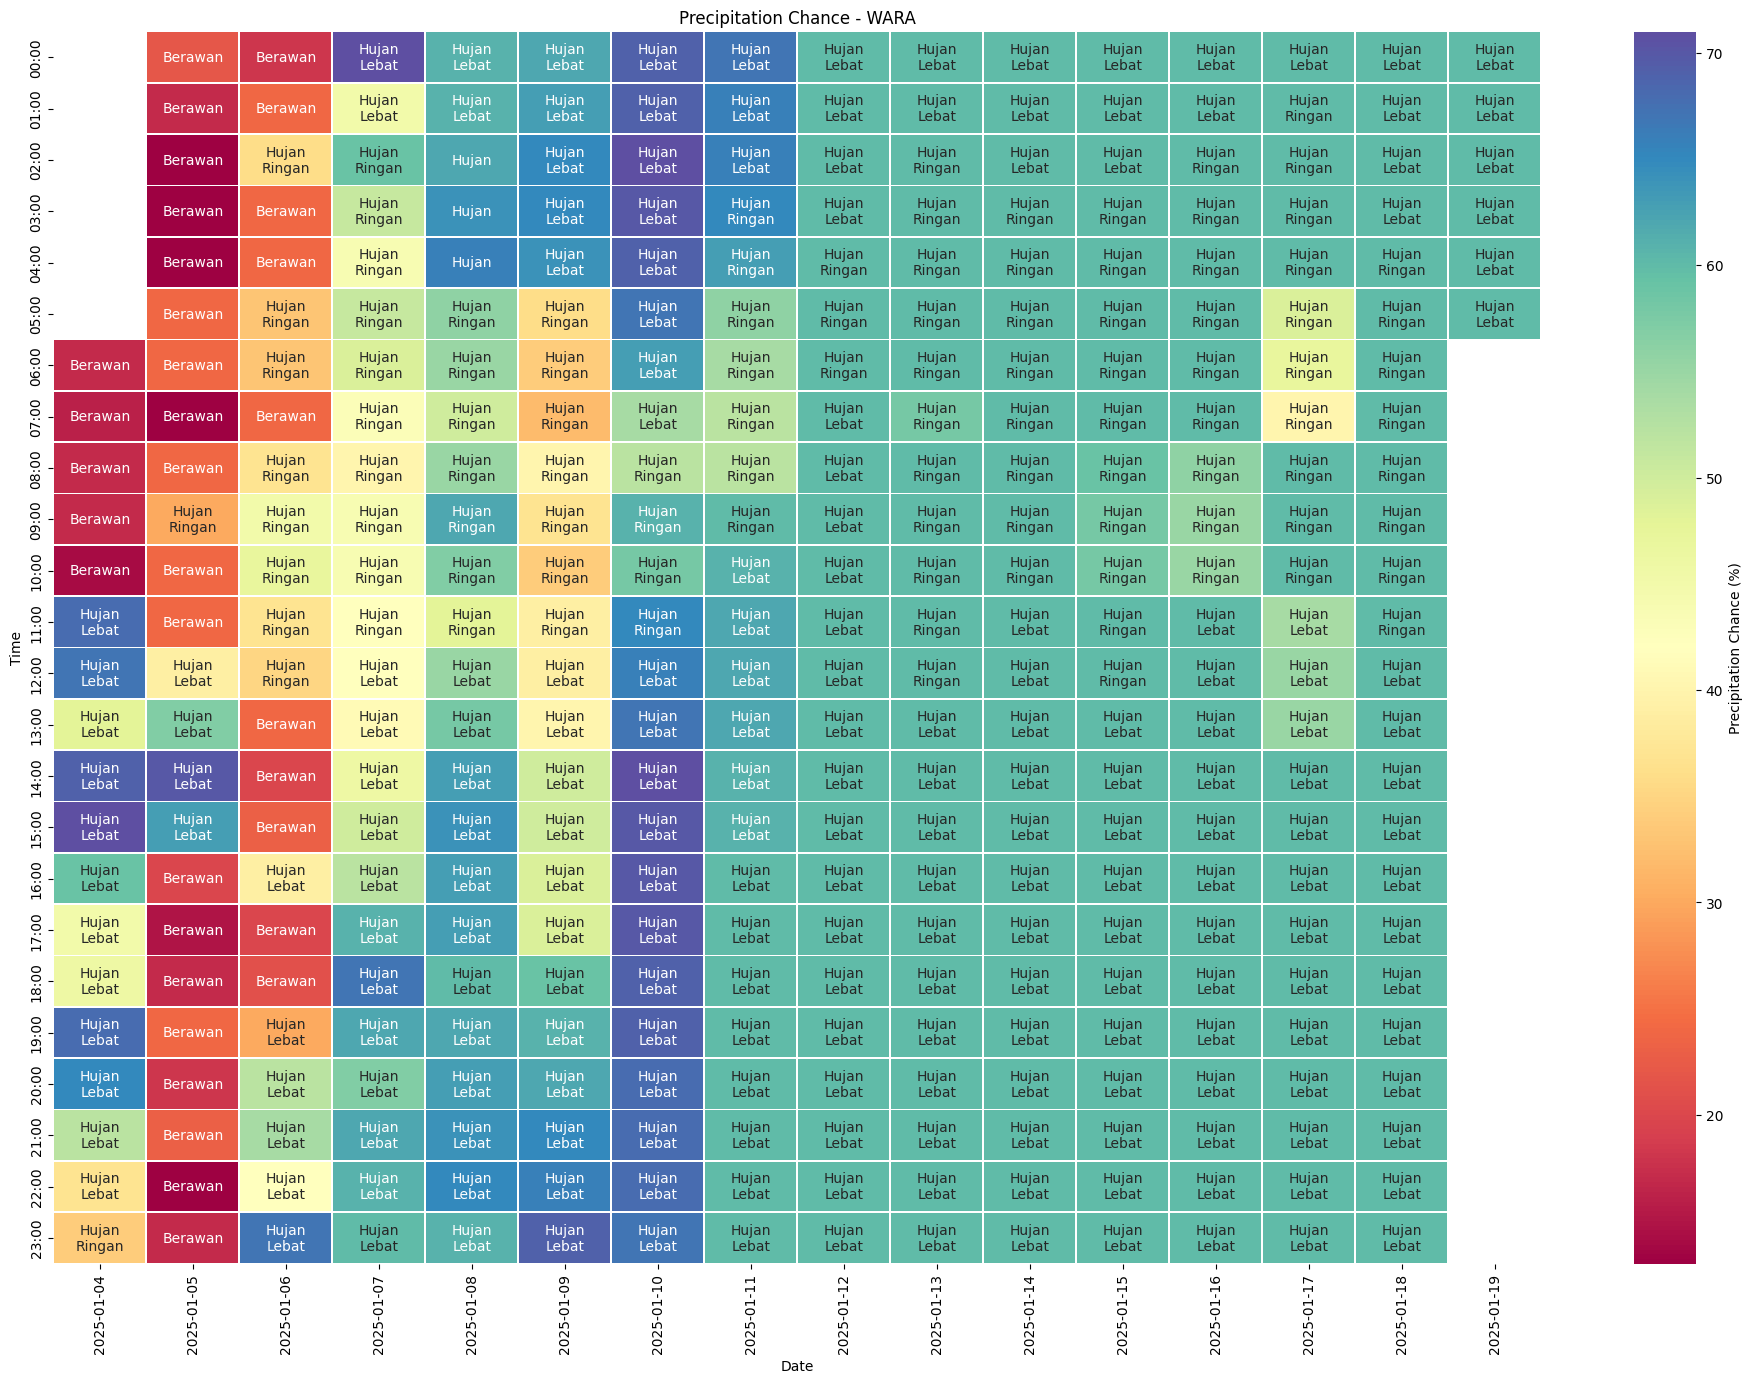 Precipitation Chance - WARA
00:00 Berawan Berawan Hujan Lebat Hujan Lebat Hujan Lebat Hujan Lebat Hujan Lebat Hujan Lebat Hujan Lebat Hujan Lebat Hujan Lebat Hujan Lebat Hujan Lebat Hujan Lebat Hujan Lebat
01:00 Berawan Berawan Hujan Lebat Hujan Lebat Hujan Lebat Hujan Lebat Hujan Lebat Hujan Lebat Hujan Lebat Hujan Lebat Hujan Lebat Hujan Lebat Hujan Ringan Hujan Lebat Hujan Lebat
02:00 Berawan Hujan Ringan Hujan Ringan Hujan Hujan Lebat Hujan Lebat Hujan Lebat Hujan Lebat Hujan Ringan Hujan Lebat Hujan Lebat Hujan Ringan Hujan Ringan Hujan Lebat Hujan Lebat
03:00 Berawan Berawan Hujan Ringan Hujan Hujan Lebat Hujan Lebat Hujan Ringan Hujan Lebat Hujan Ringan Hujan Ringan Hujan Ringan Hujan Ringan Hujan Ringan Hujan Lebat Hujan Lebat
04:00 Berawan Berawan Hujan Ringan Hujan Hujan Lebat Hujan Lebat Hujan Ringan Hujan Ringan Hujan Ringan Hujan Ringan Hujan Ringan Hujan Ringan Hujan Ringan Hujan Ringan Hujan Lebat
05:00 Berawan Hujan Ringan Hujan Ringan Hujan Ringan Hujan Ringan Hujan Lebat Hujan Ringan Hujan Ringan Hujan Ringan Hujan Ringan Hujan Ringan Hujan Ringan Hujan Ringan Hujan Ringan Hujan Lebat
06:00 Berawan Berawan Hujan Ringan Hujan Ringan Hujan Ringan Hujan Ringan Hujan Lebat Hujan Ringan Hujan Ringan Hujan Ringan Hujan Ringan Hujan Ringan Hujan Ringan Hujan Ringan Hujan Ringan
07:00 Berawan Berawan Berawan Hujan Ringan Hujan Ringan Hujan Ringan Hujan Lebat Hujan Ringan Hujan Lebat Hujan Ringan Hujan Ringan Hujan Ringan Hujan Ringan Hujan Ringan Hujan Ringan
08:00 Berawan Berawan Hujan Ringan Hujan Ringan Hujan Ringan Hujan Ringan Hujan Ringan Hujan Ringan Hujan Lebat Hujan Ringan Hujan Ringan Hujan Ringan Hujan Ringan Hujan Ringan Hujan Ringan
09:00 Berawan Hujan Ringan Hujan Ringan Hujan Ringan Hujan Ringan Hujan Ringan Hujan Ringan Hujan Ringan Hujan Lebat Hujan Ringan Hujan Ringan Hujan Ringan Hujan Ringan Hujan Ringan Hujan Ringan
10:00 Berawan Berawan Hujan Ringan Hujan Ringan Hujan Ringan Hujan Ringan Hujan Ringan Hujan Lebat Hujan Lebat Hujan Ringan Hujan Ringan Hujan Ringan Hujan Ringan Hujan Ringan Hujan Ringan
11:00 Hujan Lebat Berawan Hujan Ringan Hujan Ringan Hujan Ringan Hujan Ringan Hujan Ringan Hujan Lebat Hujan Lebat Hujan Ringan Hujan Lebat Hujan Ringan Hujan Lebat Hujan Lebat Hujan Ringan
12:00 Hujan Lebat Hujan Lebat Hujan Ringan Hujan Lebat Hujan Lebat Hujan Lebat Hujan Lebat Hujan Lebat Hujan Lebat Hujan Ringan Hujan Lebat Hujan Ringan Hujan Lebat Hujan Lebat Hujan Lebat
13:00 Hujan Lebat Hujan Lebat Berawan Hujan Lebat Hujan Lebat Hujan Lebat Hujan Lebat Hujan Lebat Hujan Lebat Hujan Lebat Hujan Lebat Hujan Lebat Hujan Lebat Hujan Lebat Hujan Lebat
14:00 Hujan Lebat Hujan Lebat Berawan Hujan Lebat Hujan Lebat Hujan Lebat Hujan Lebat Hujan Lebat Hujan Lebat Hujan Lebat Hujan Lebat Hujan Lebat Hujan Lebat Hujan Lebat Hujan Lebat
15:00 Hujan Lebat Hujan Lebat Berawan Hujan Lebat Hujan Lebat Hujan Lebat Hujan Lebat Hujan Lebat Hujan Lebat Hujan Lebat Hujan Lebat Hujan Lebat Hujan Lebat Hujan Lebat Hujan Lebat
16:00 Hujan Lebat Berawan Hujan Lebat Hujan Lebat Hujan Lebat Hujan Lebat Hujan Lebat Hujan Lebat Hujan Lebat Hujan Lebat Hujan Lebat Hujan Lebat Hujan Lebat Hujan Lebat Hujan Lebat
17:00 Hujan Lebat Berawan Berawan Hujan Lebat Hujan Lebat Hujan Lebat Hujan Lebat Hujan Lebat Hujan Lebat Hujan Lebat Hujan Lebat Hujan Lebat Hujan Lebat Hujan Lebat Hujan Lebat
18:00 Hujan Lebat Berawan Berawan Hujan Lebat Hujan Lebat Hujan Lebat Hujan Lebat Hujan Lebat Hujan Lebat Hujan Lebat Hujan Lebat Hujan Lebat Hujan Lebat Hujan Lebat Hujan Lebat
19:00 Hujan Lebat Berawan Hujan Lebat Hujan Lebat Hujan Lebat Hujan Lebat Hujan Lebat Hujan Lebat Hujan Lebat Hujan Lebat Hujan Lebat Hujan Lebat Hujan Lebat Hujan Lebat Hujan Lebat
20:00 Hujan Lebat Berawan Hujan Lebat Hujan Lebat Hujan Lebat Hujan Lebat Hujan Lebat Hujan Lebat Hujan Lebat Hujan Lebat Hujan Lebat Hujan Lebat Hujan Lebat Hujan Lebat Hujan Lebat
21:00 Hujan Lebat Berawan Hujan Lebat Hujan Lebat Hujan Lebat Hujan Lebat Hujan Lebat Hujan Lebat Hujan Lebat Hujan Lebat Hujan Lebat Hujan Lebat Hujan Lebat Hujan Lebat Hujan Lebat
22:00 Hujan Lebat Berawan Hujan Lebat Hujan Lebat Hujan Lebat Hujan Lebat Hujan Lebat Hujan Lebat Hujan Lebat Hujan Lebat Hujan Lebat Hujan Lebat Hujan Lebat Hujan Lebat Hujan Lebat
23:00 Hujan Ringan Berawan Hujan Lebat Hujan Lebat Hujan Lebat Hujan Lebat Hujan Lebat Hujan Lebat Hujan Lebat Hujan Lebat Hujan Lebat Hujan Lebat Hujan Lebat Hujan Lebat Hujan Lebat
Time
2025-01-04 2025-01-05 2025-01-06 2025-01-07 2025-01-08 2025-01-09 2025-01-10 2025-01-11 2025-01-12 2025-01-13 2025-01-14 2025-01-15 2025-01-16 2025-01-17 2025-01-18 2025-01-19
Date
70
60
50
40
30
20
Precipitation Chance (%)